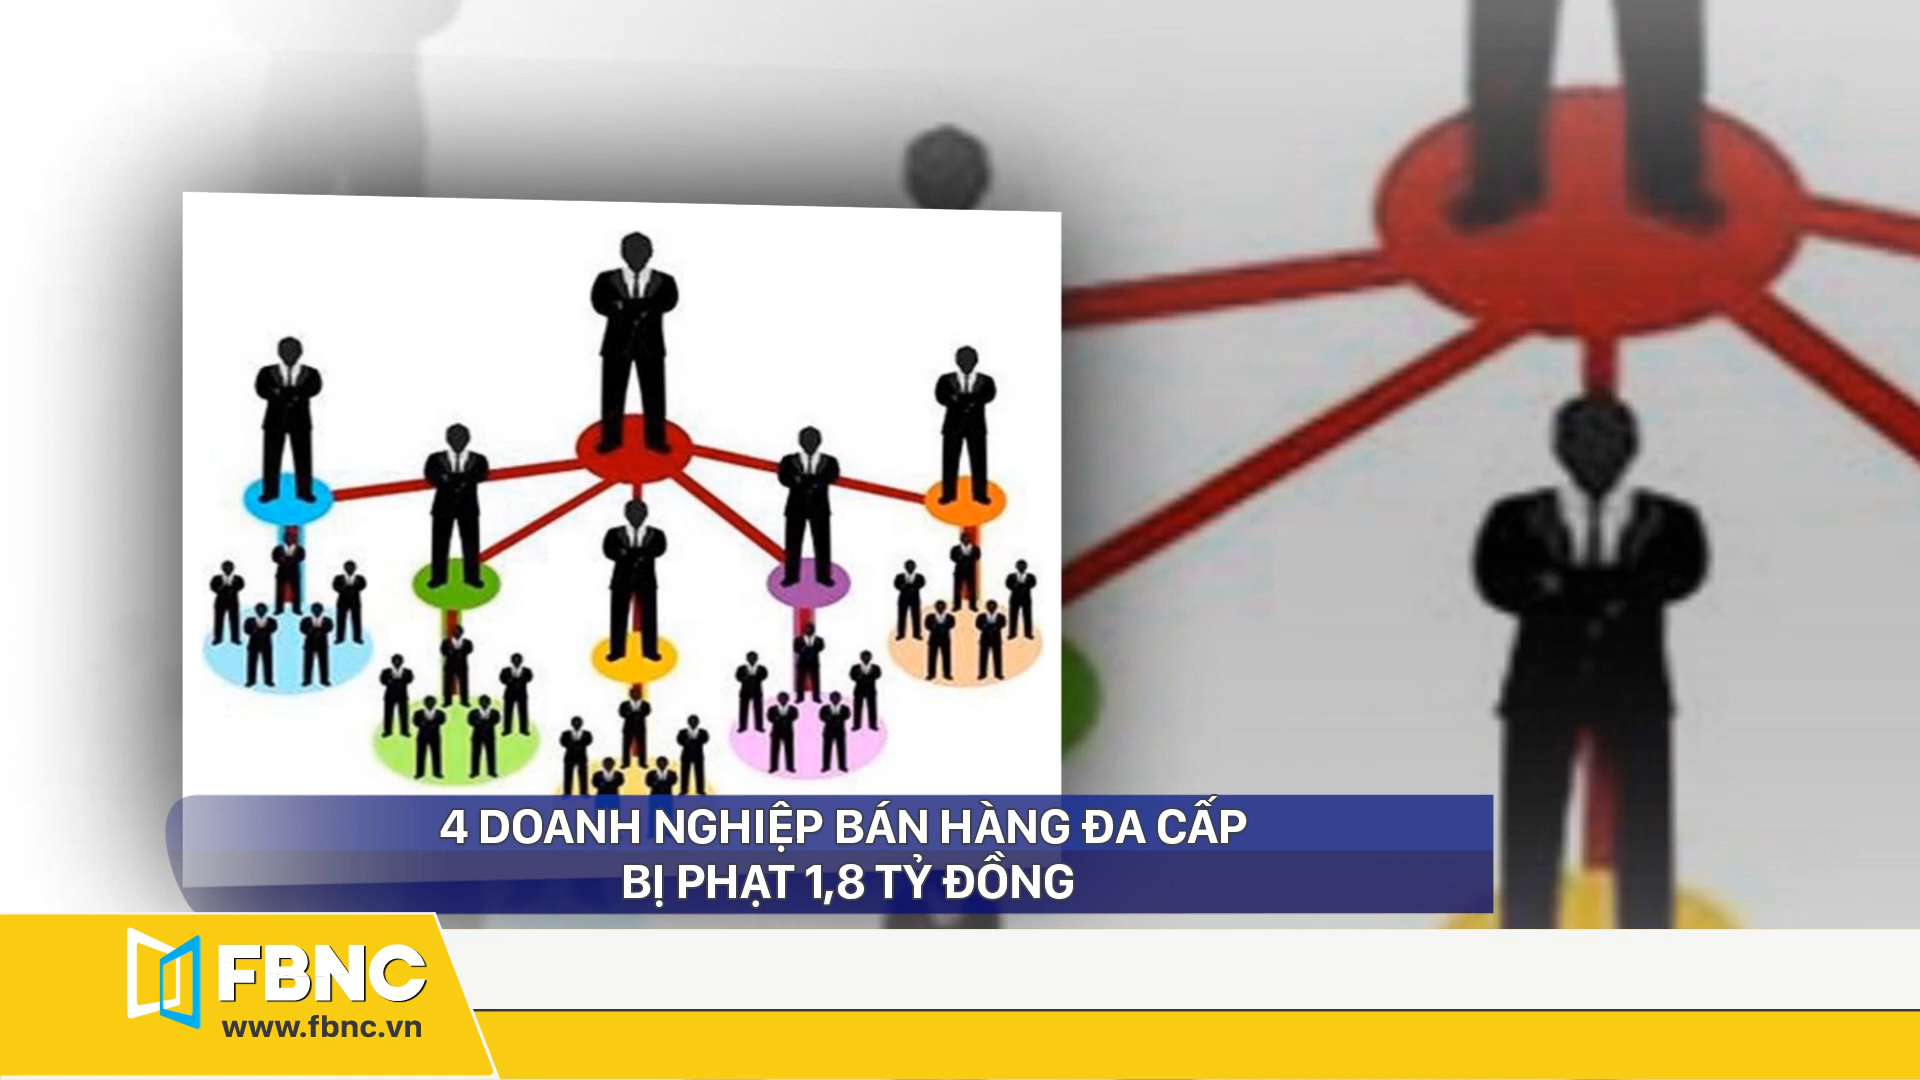 4 DOANH NGHIỆP BÁN HÀNG ĐA CẤP
BỊ PHẠT 1,8 TỶ ĐỒNG
FBNC
www.fbnc.vn